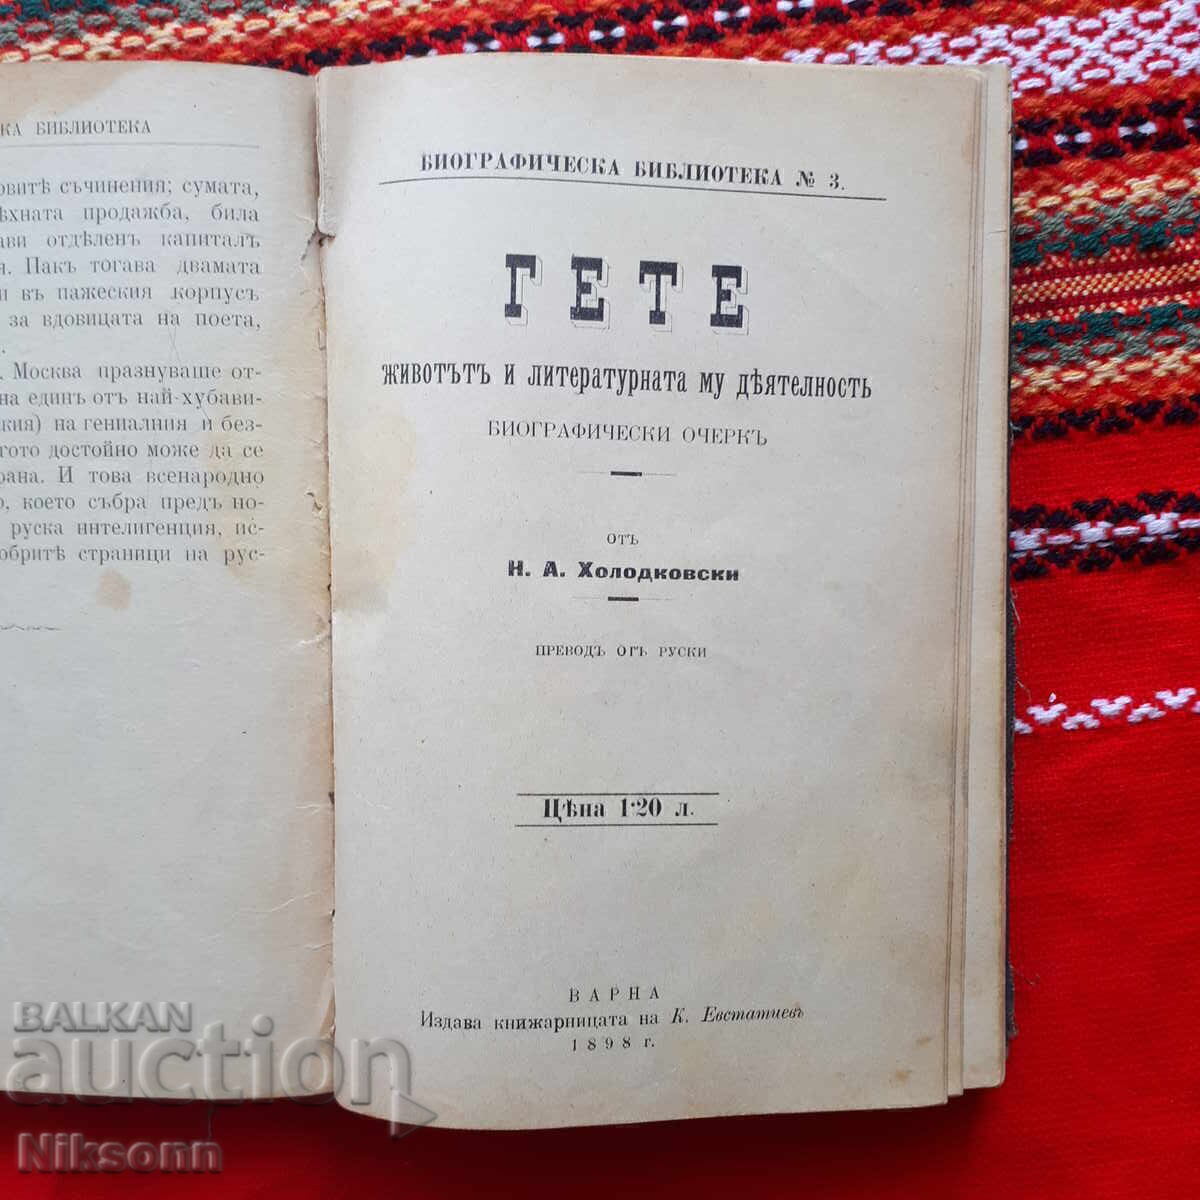 КА БИБЛИОТЕКА
овитѣ съчинения; сумата,
ѣхната продажба, била
ави отдѣленъ капиталъ
я. Пакъ тогава двамата
и въ пажеския корпусъ
за вдовицата на поета,
. Москва празнуваше от-
на единъ отъ най-хубави-
кия) на гениалния и без-
гото достойно може да се
рана. И това всенародно
о, което събра предъ но-
руска интелигенция, ис-
обритѣ страници на рус-
БИОГРАФИЧЕСКА БИБЛИОТЕКА № 3.
ГЕТЕ
животътъ и литературната му дѣятелность
БИОГРАФИЧЕСКИ ОЧЕРКЪ
отъ
Н. А. Холодковски
ПРЕВОДЪ ОТЪ РУСКИ
Цѣна 1·20 л.
ВАРНА
Издава книжарницата на К. Евстатиевъ
1898 г.
BALKAN
auction
Niksonn